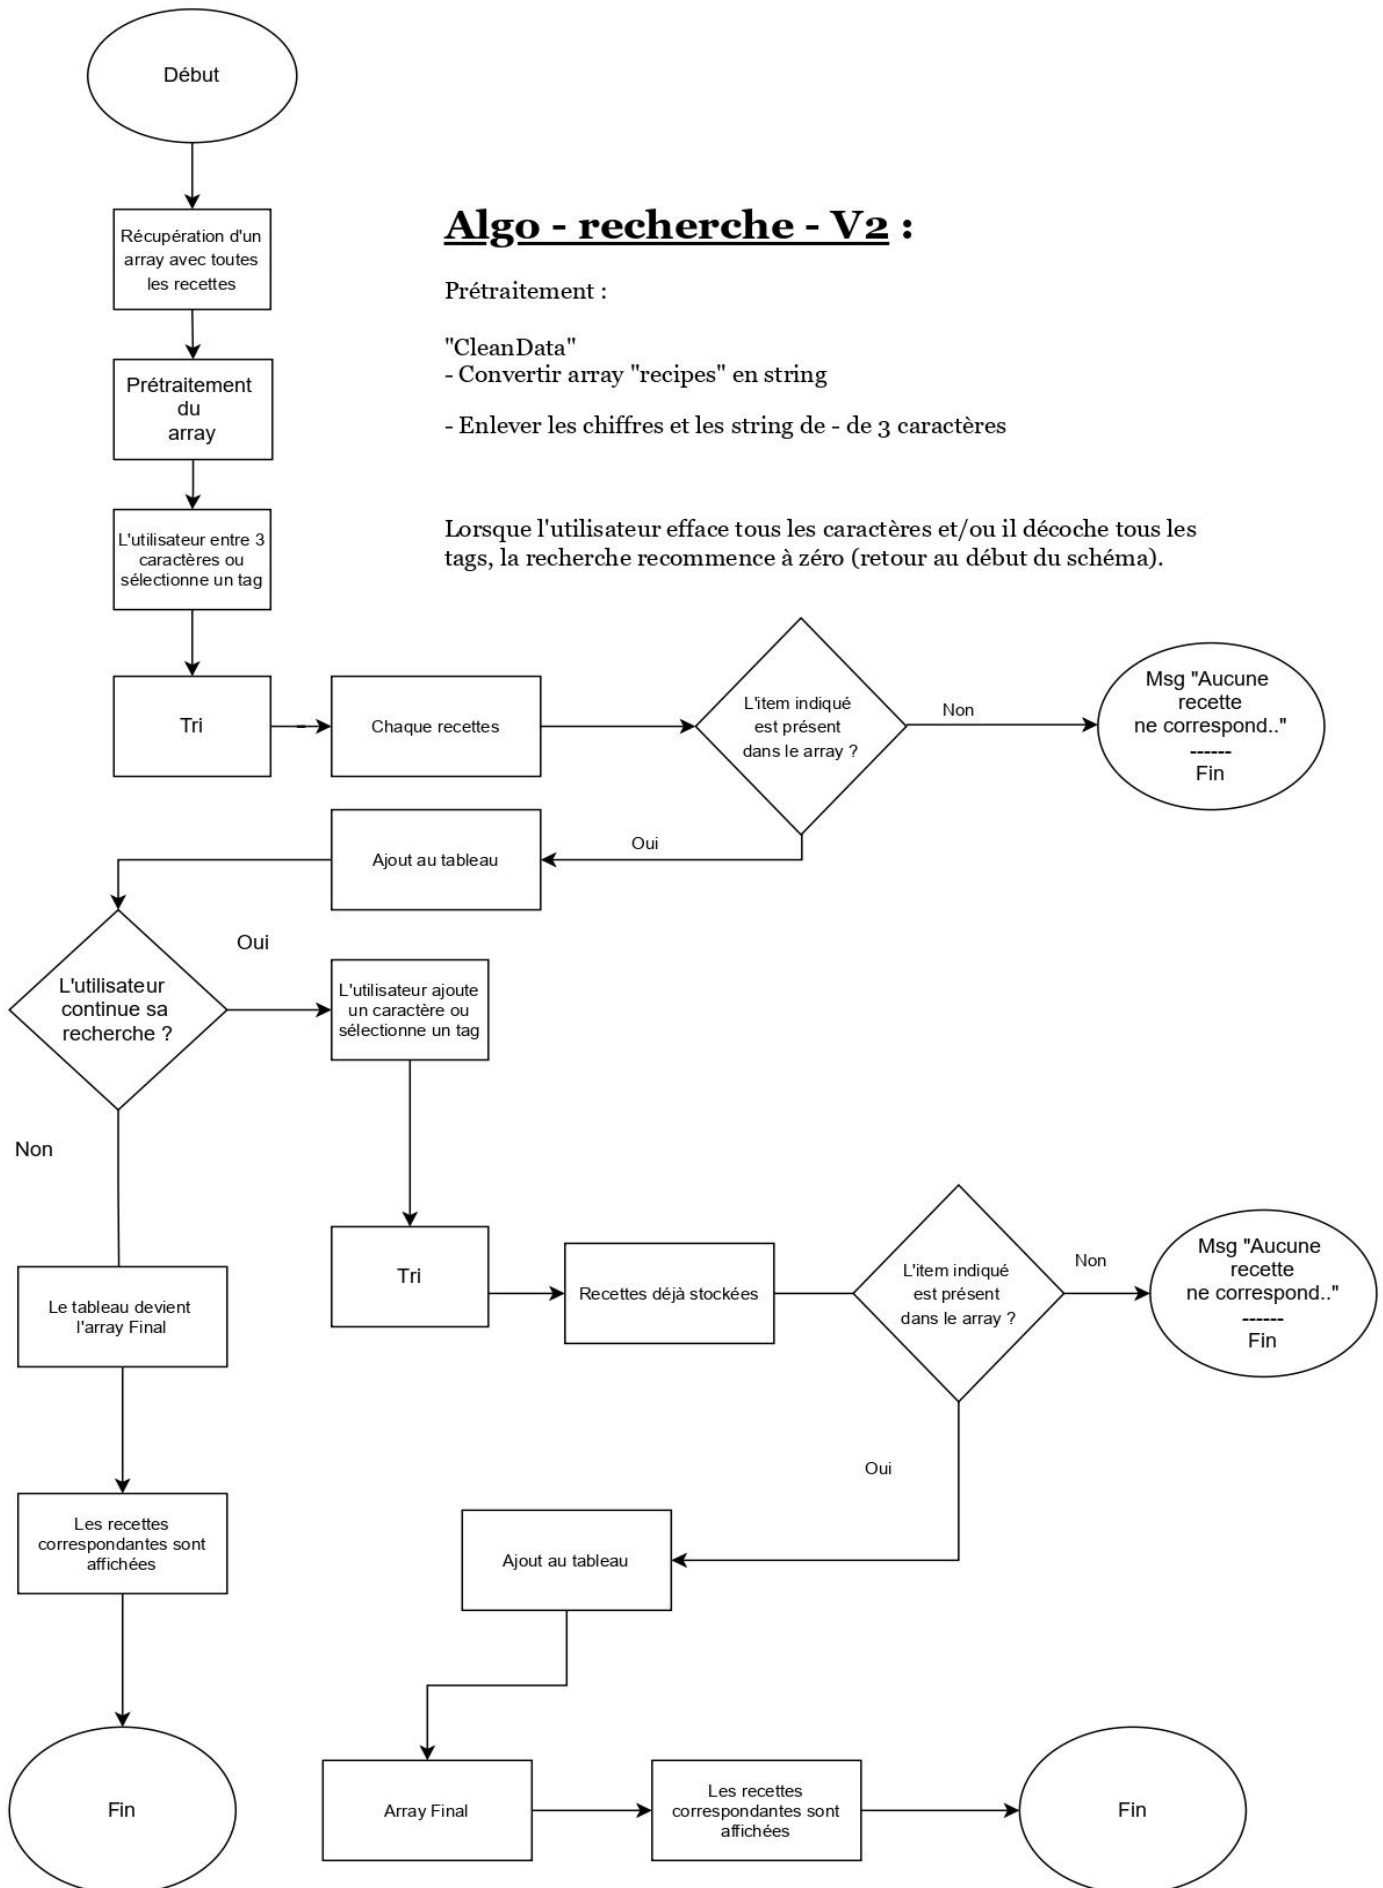 Début
Récupération d'un
array avec toutes
les recettes
Algo - recherche - V2 :
Prétraitement :
"CleanData"
- Convertir array "recipes" en string
- Enlever les chiffres et les string de - de 3 caractères
Prétraitement
du
array
L'utilisateur entre 3
caractères ou
sélectionne un tag
Lorsque l'utilisateur efface tous les caractères et/ou il décoche tous les
tags, la recherche recommence à zéro (retour au début du schéma).
Tri
Chaque recettes
L'item indiqué
est présent
dans le array ?
Non
Msg "Aucune
recette
ne correspond.."
------
Fin
Oui
Ajout au tableau
L'utilisateur
continue sa
recherche ?
Oui
L'utilisateur ajoute
un caractère ou
sélectionne un tag
Non
Tri
Recettes déjà stockées
L'item indiqué
est présent
dans le array ?
Non
Msg "Aucune
recette
ne correspond.."
------
Fin
Le tableau devient
l'array Final
Oui
Les recettes
correspondantes sont
affichées
Ajout au tableau
Fin
Array Final
Les recettes
correspondantes sont
affichées
Fin